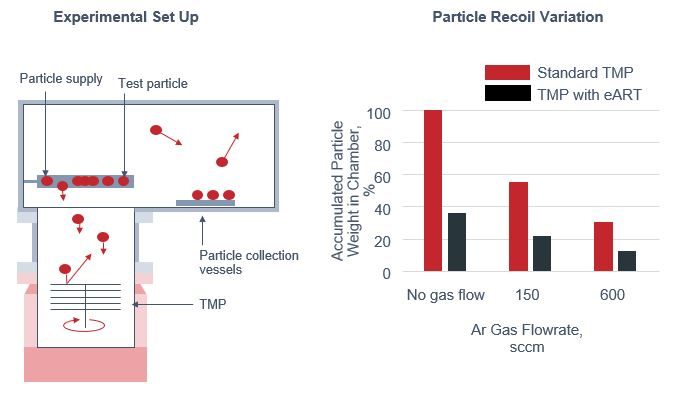 Experimental Set Up
Particle supply
Test particle
Particle collection
vessels
TMP
Particle Recoil Variation
Standard TMP
TMP with eART
Accumulated Particle
Weight in Chamber,
%
100
80
60
40
20
0
No gas flow
150
600
Ar Gas Flowrate,
sccm